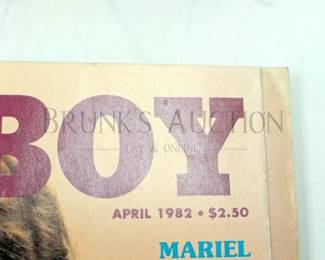 BOY
BRUNK'S AUCTION
LIVE & ONLINE
APRIL 1982 • $2.50
MARIEL